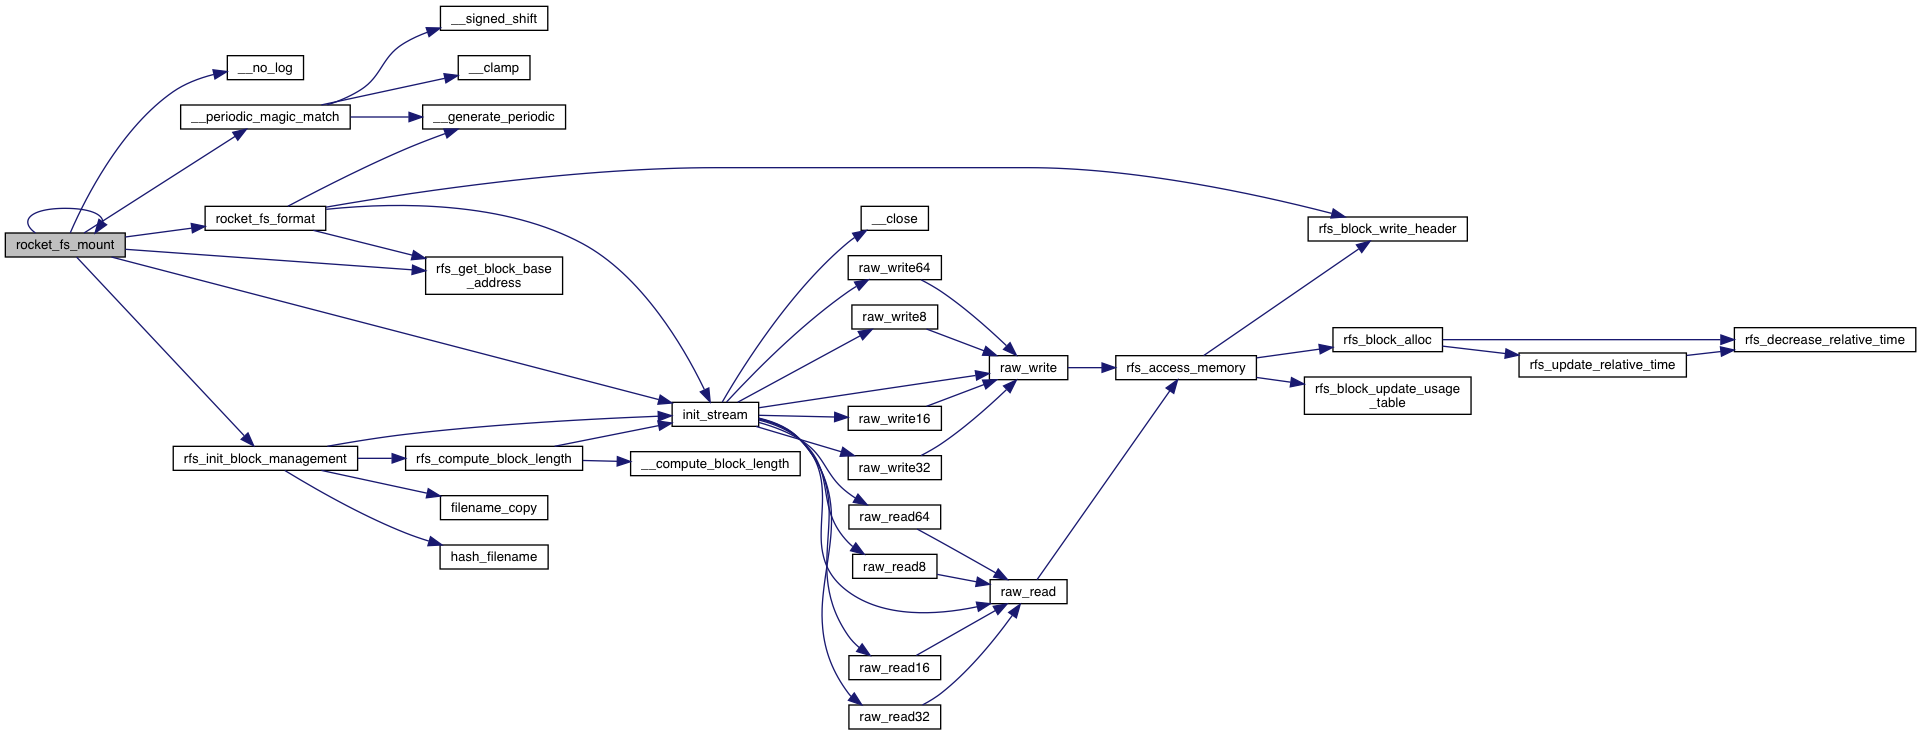 __signed_shift
__no_log
__clamp
__periodic_magic_match
__generate_periodic
rocket_fs_format
__close
rfs_block_write_header
rocket_fs_mount
rfs_get_block_base
_address
raw_write64
raw_write8
rfs_block_alloc
rfs_decrease_relative_time
raw_write
rfs_access_memory
rfs_update_relative_time
rfs_block_update_usage
_table
init_stream
raw_write16
rfs_init_block_management
rfs_compute_block_length
__compute_block_length
raw_write32
filename_copy
raw_read64
hash_filename
raw_read8
raw_read
raw_read16
raw_read32